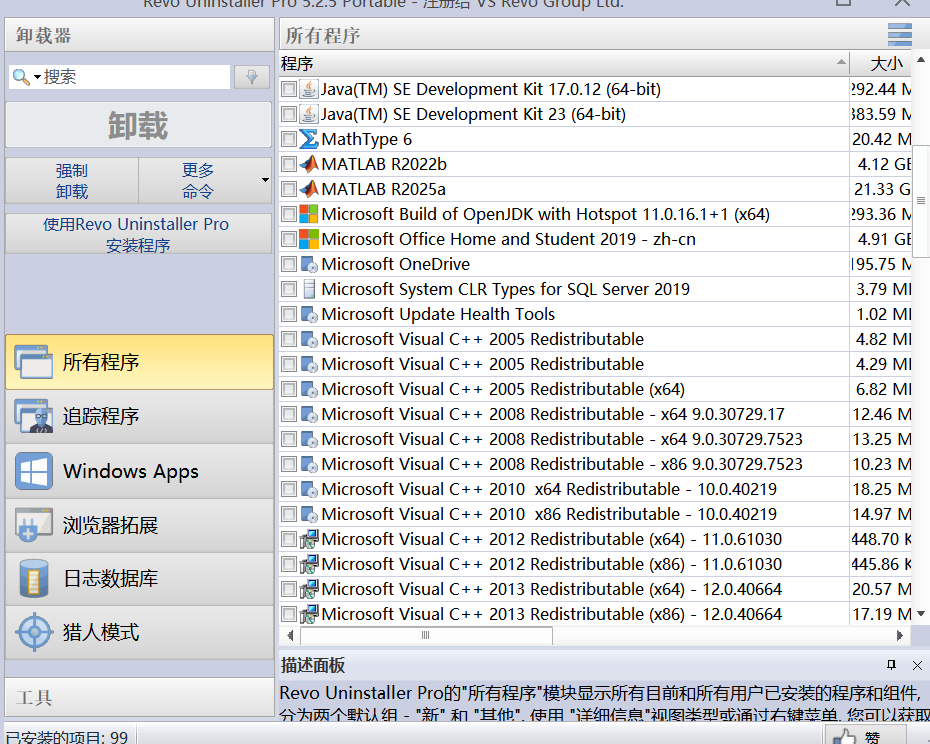 Revo Uninstaller Pro 5.2.5 Portable - 注册给 VS Revo Group Ltd.
卸载器
搜索
卸载
强制
卸载
更多
命令
使用Revo Uninstaller Pro
安装程序
所有程序
追踪程序
Windows Apps
浏览器拓展
日志数据库
猎人模式
工具
所有程序
程序 大小
Java(TM) SE Development Kit 17.0.12 (64-bit) 292.44 M
Java(TM) SE Development Kit 23 (64-bit) 383.59 M
MathType 6 20.42 M
MATLAB R2022b 4.12 GB
MATLAB R2025a 21.33 G
Microsoft Build of OpenJDK with Hotspot 11.0.16.1+1 (x64) 293.36 M
Microsoft Office Home and Student 2019 - zh-cn 4.91 GB
Microsoft OneDrive 195.75 M
Microsoft System CLR Types for SQL Server 2019 3.79 M
Microsoft Update Health Tools 1.02 M
Microsoft Visual C++ 2005 Redistributable 4.82 M
Microsoft Visual C++ 2005 Redistributable 4.29 M
Microsoft Visual C++ 2005 Redistributable (x64) 6.82 M
Microsoft Visual C++ 2008 Redistributable - x64 9.0.30729.17 12.46 M
Microsoft Visual C++ 2008 Redistributable - x64 9.0.30729.7523 13.25 M
Microsoft Visual C++ 2008 Redistributable - x86 9.0.30729.7523 10.23 M
Microsoft Visual C++ 2010  x64 Redistributable - 10.0.40219 18.25 M
Microsoft Visual C++ 2010  x86 Redistributable - 10.0.40219 14.97 M
Microsoft Visual C++ 2012 Redistributable (x64) - 11.0.61030 448.70 K
Microsoft Visual C++ 2012 Redistributable (x86) - 11.0.61030 445.86 K
Microsoft Visual C++ 2013 Redistributable (x64) - 12.0.40664 20.57 M
Microsoft Visual C++ 2013 Redistributable (x86) - 12.0.40664 17.19 M
描述面板
Revo Uninstaller Pro的"所有程序"模块显示所有目前和所有用户已安装的程序和组件,
分为两个默认组 - "新" 和 "其他". 使用 "详细信息"视图类型或通过右键菜单, 您可以获取
已安装的项目: 99
赞